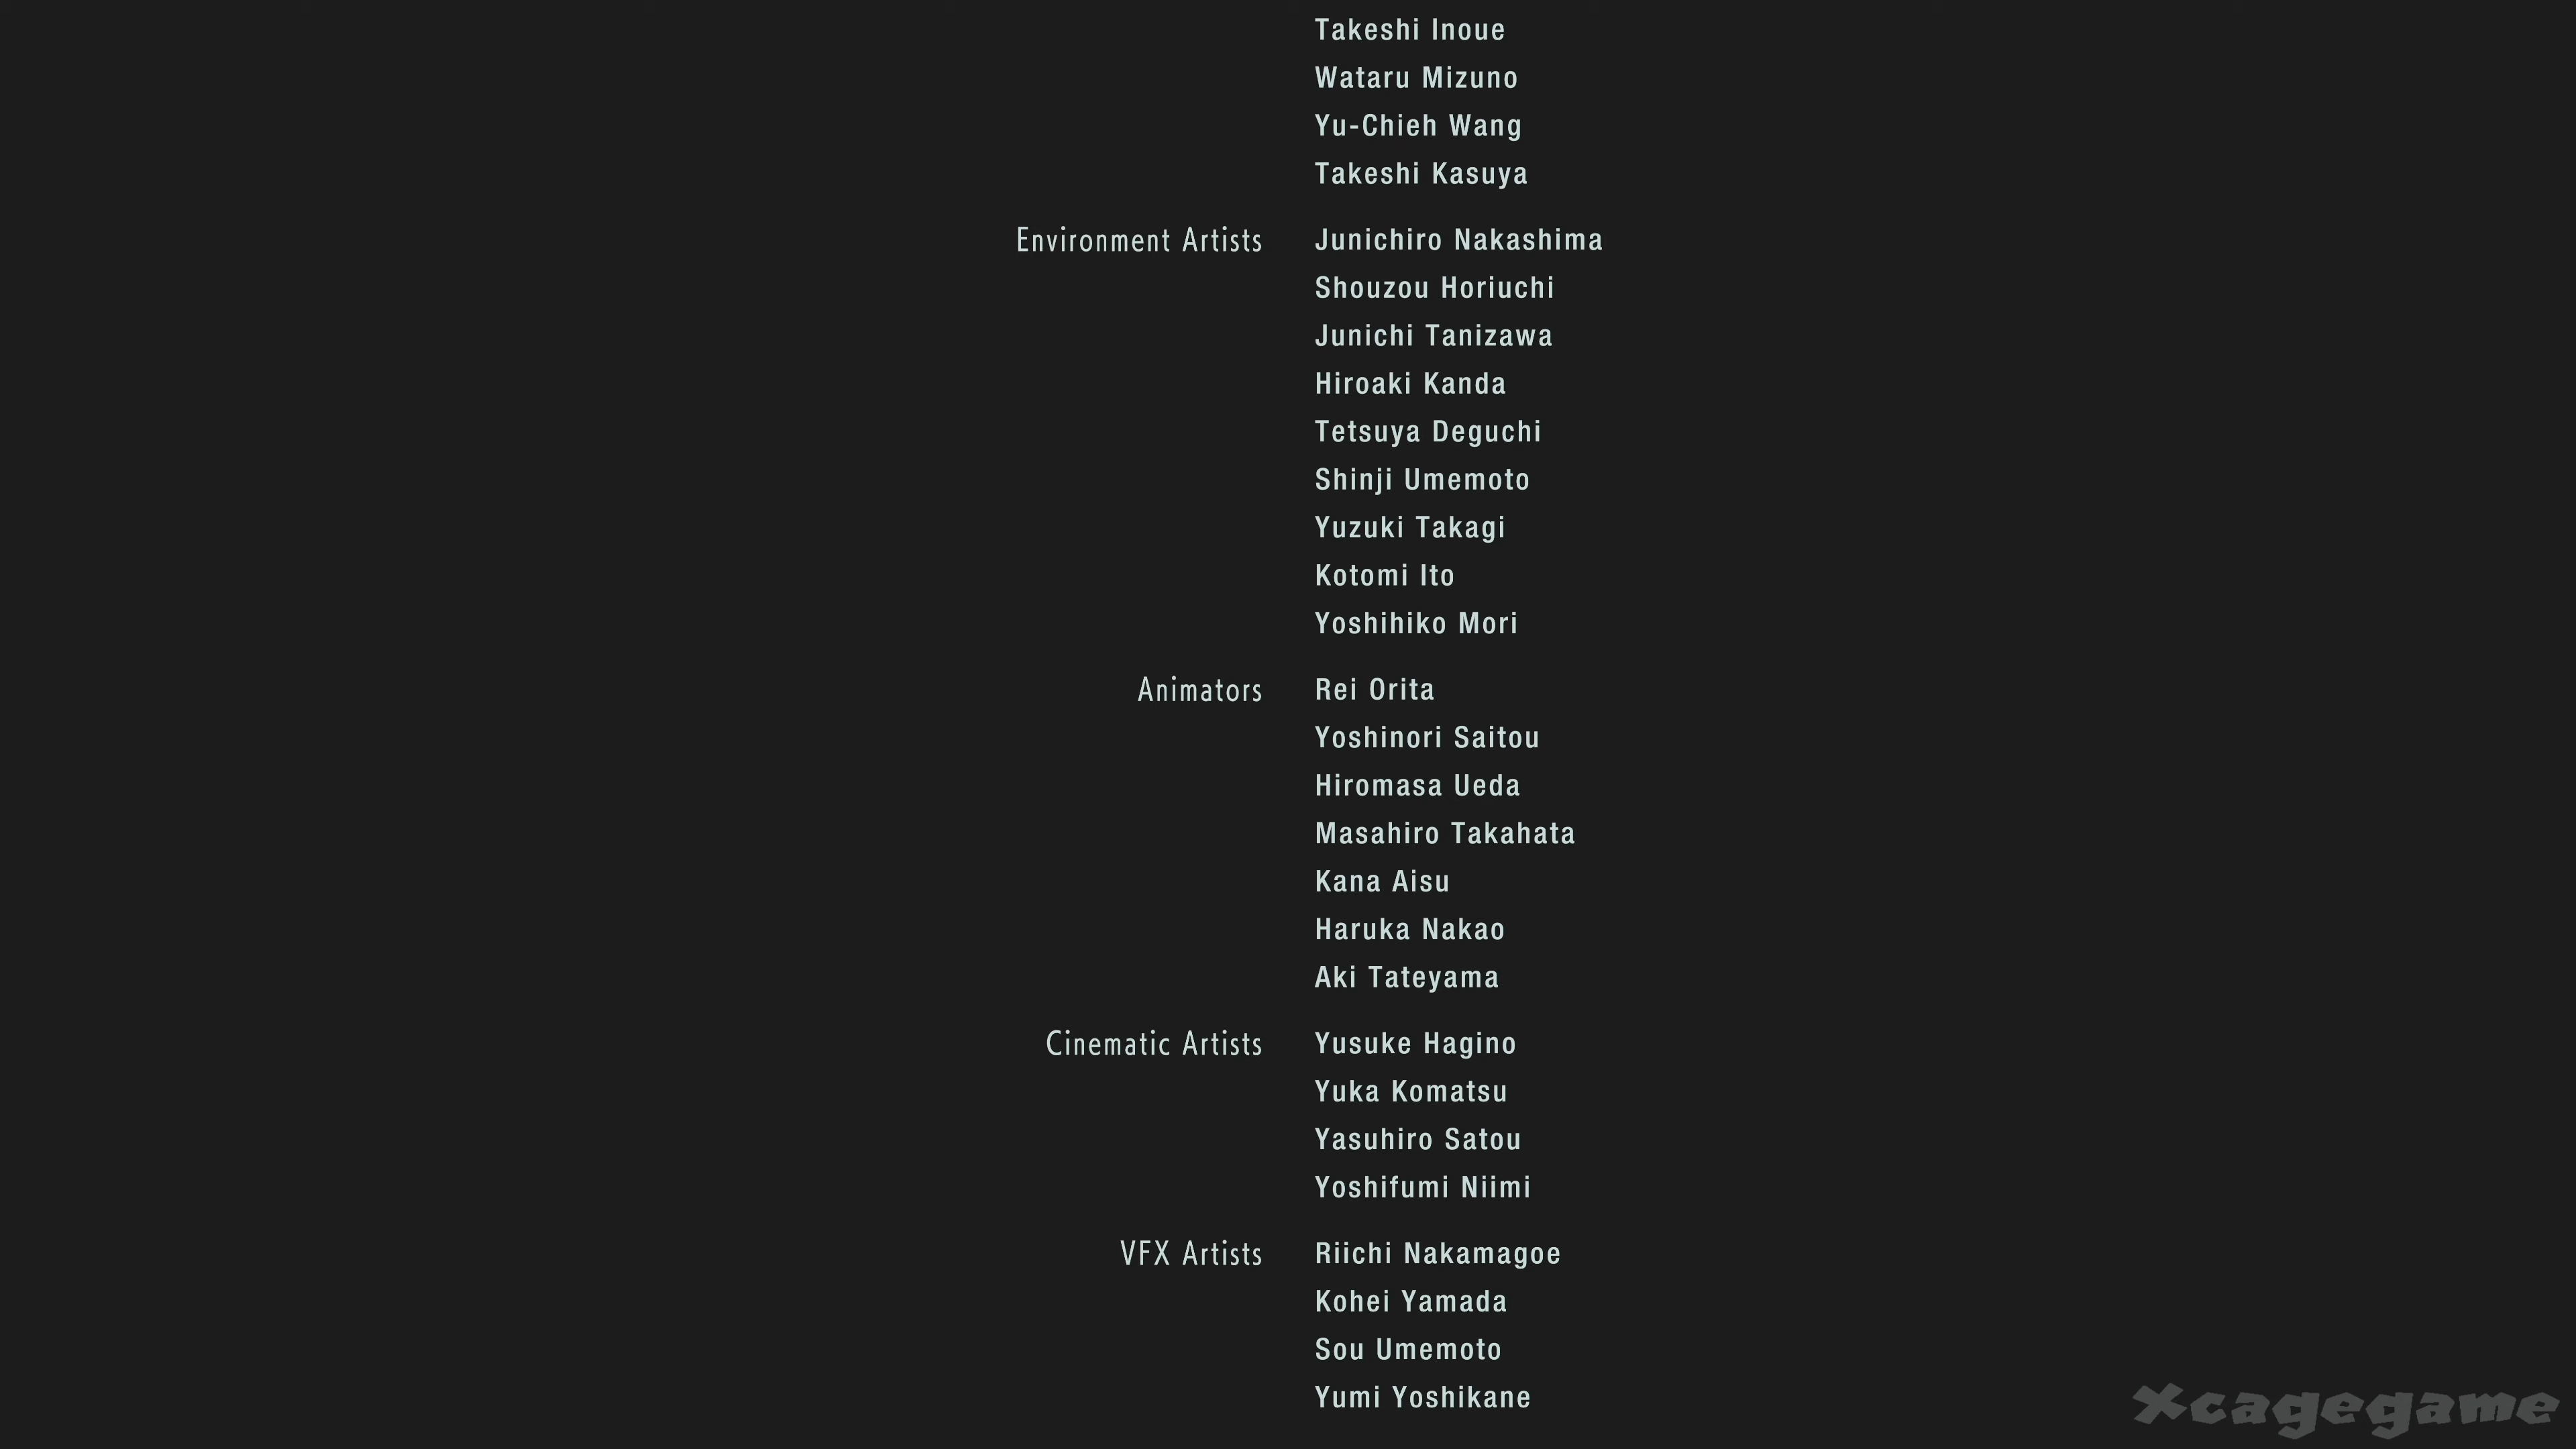 Takeshi Inoue
Wataru Mizuno
Yu-Chieh Wang
Takeshi Kasuya
Environment Artists Junichiro Nakashima
Shouzou Horiuchi
Junichi Tanizawa
Hiroaki Kanda
Tetsuya Deguchi
Shinji Umemoto
Yuzuki Takagi
Kotomi Ito
Yoshihiko Mori
Animators Rei Orita
Yoshinori Saitou
Hiromasa Ueda
Masahiro Takahata
Kana Aisu
Haruka Nakao
Aki Tateyama
Cinematic Artists Yusuke Hagino
Yuka Komatsu
Yasuhiro Satou
Yoshifumi Niimi
VFX Artists Riichi Nakamagoe
Kohei Yamada
Sou Umemoto
Yumi Yoshikane
Xcagegame